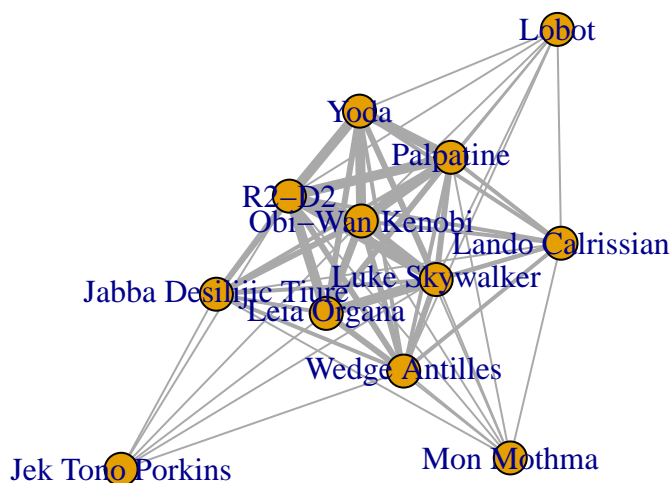 Lobot
Yoda
Palpatine
R2−D2
Obi−Wan Kenobi
Lando Calrissian
Luke Skywalker
Jabba Desilijic Tiure
Leia Organa
Wedge Antilles
Mon Mothma
Jek Tono Porkins